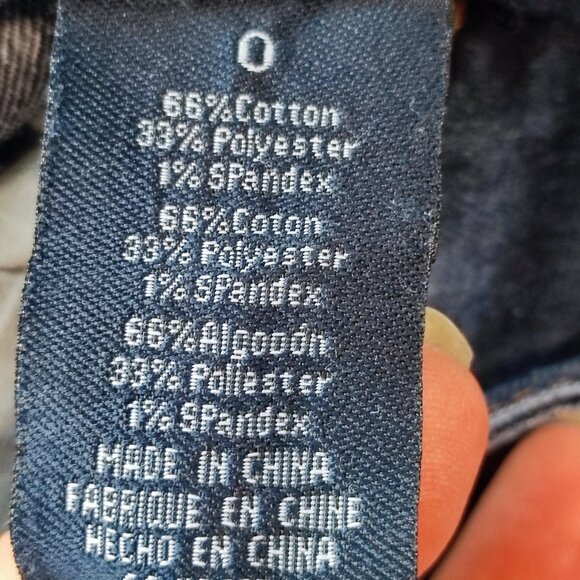 0
66%Cotton
33% Polyester
1% SPandex
66%Coton
33% Polyester
1% SPandex
66%Algodón
33% Poliester
1% SPandex
MADE IN CHINA
FABRIQUE EN CHINE
HECHO EN CHINA